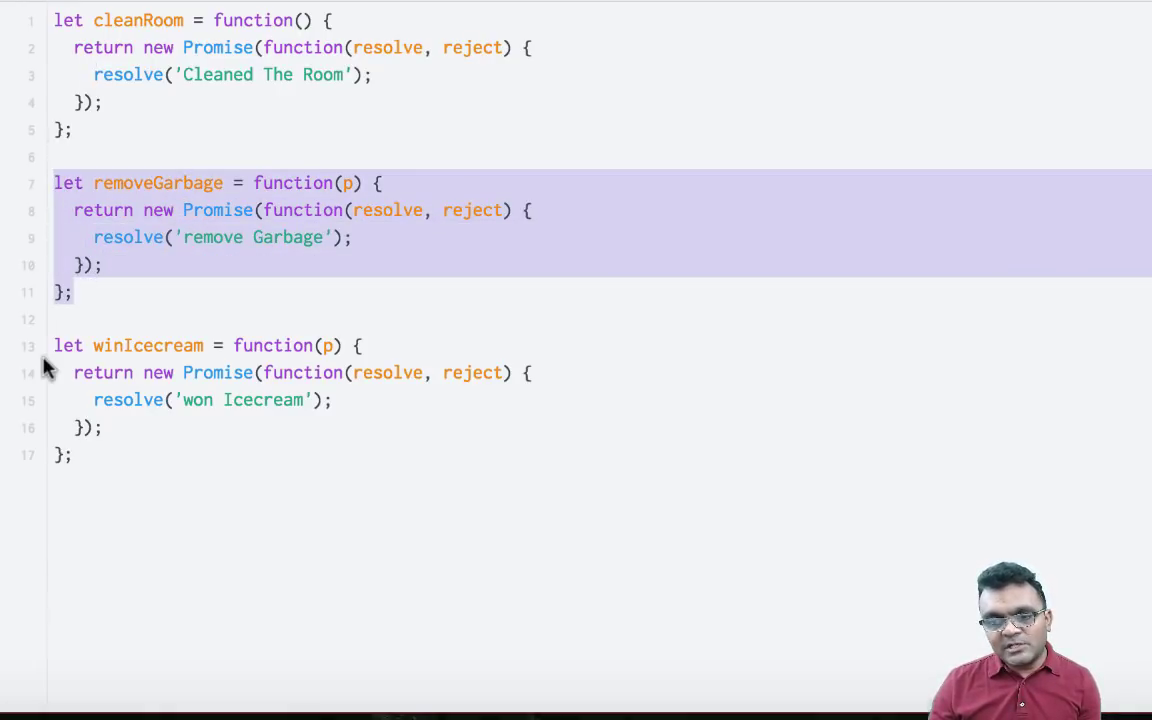 1 let cleanRoom = function() {
2 return new Promise(function(resolve, reject) {
3 resolve('Cleaned The Room');
4 });
5 };
6
7 let removeGarbage = function(p) {
8 return new Promise(function(resolve, reject) {
9 resolve('remove Garbage');
10 });
11 };
12
13 let winIcecream = function(p) {
14 return new Promise(function(resolve, reject) {
15 resolve('won Icecream');
16 });
17 };